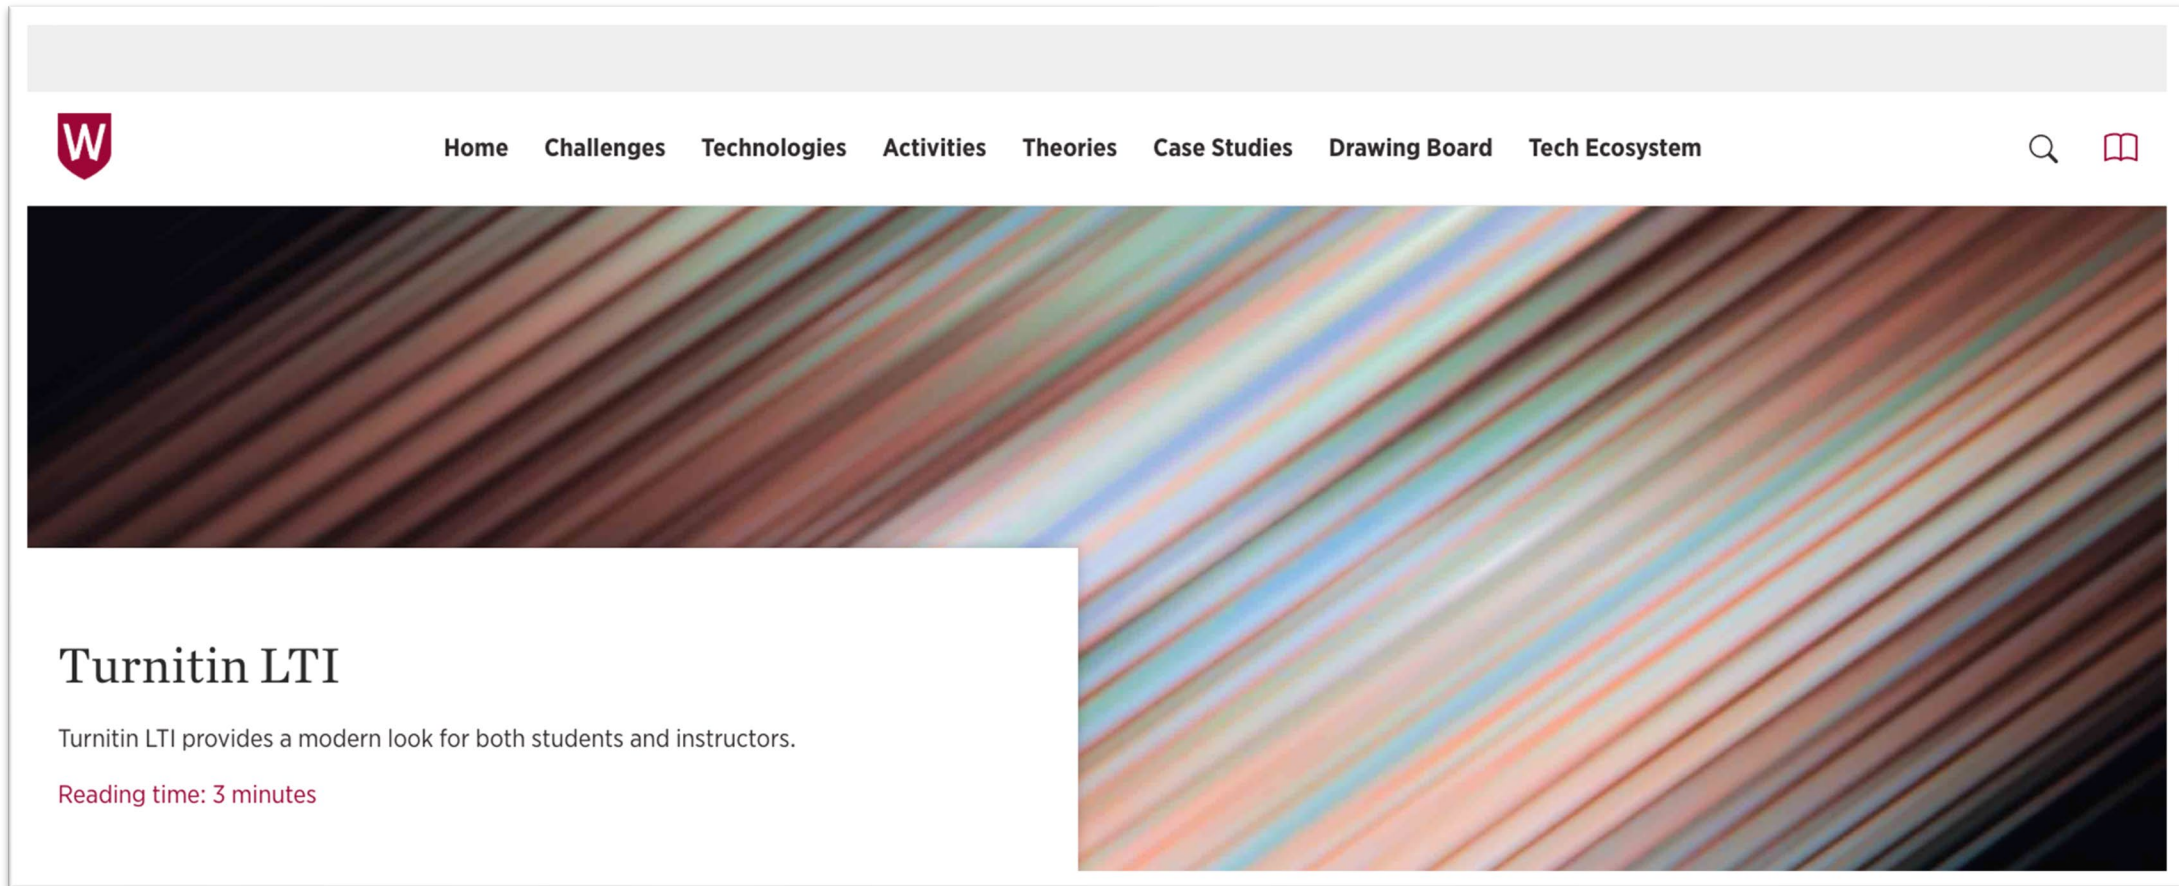 W
Home Challenges Technologies Activities Theories Case Studies Drawing Board Tech Ecosystem
Turnitin LTI
Turnitin LTI provides a modern look for both students and instructors.
Reading time: 3 minutes